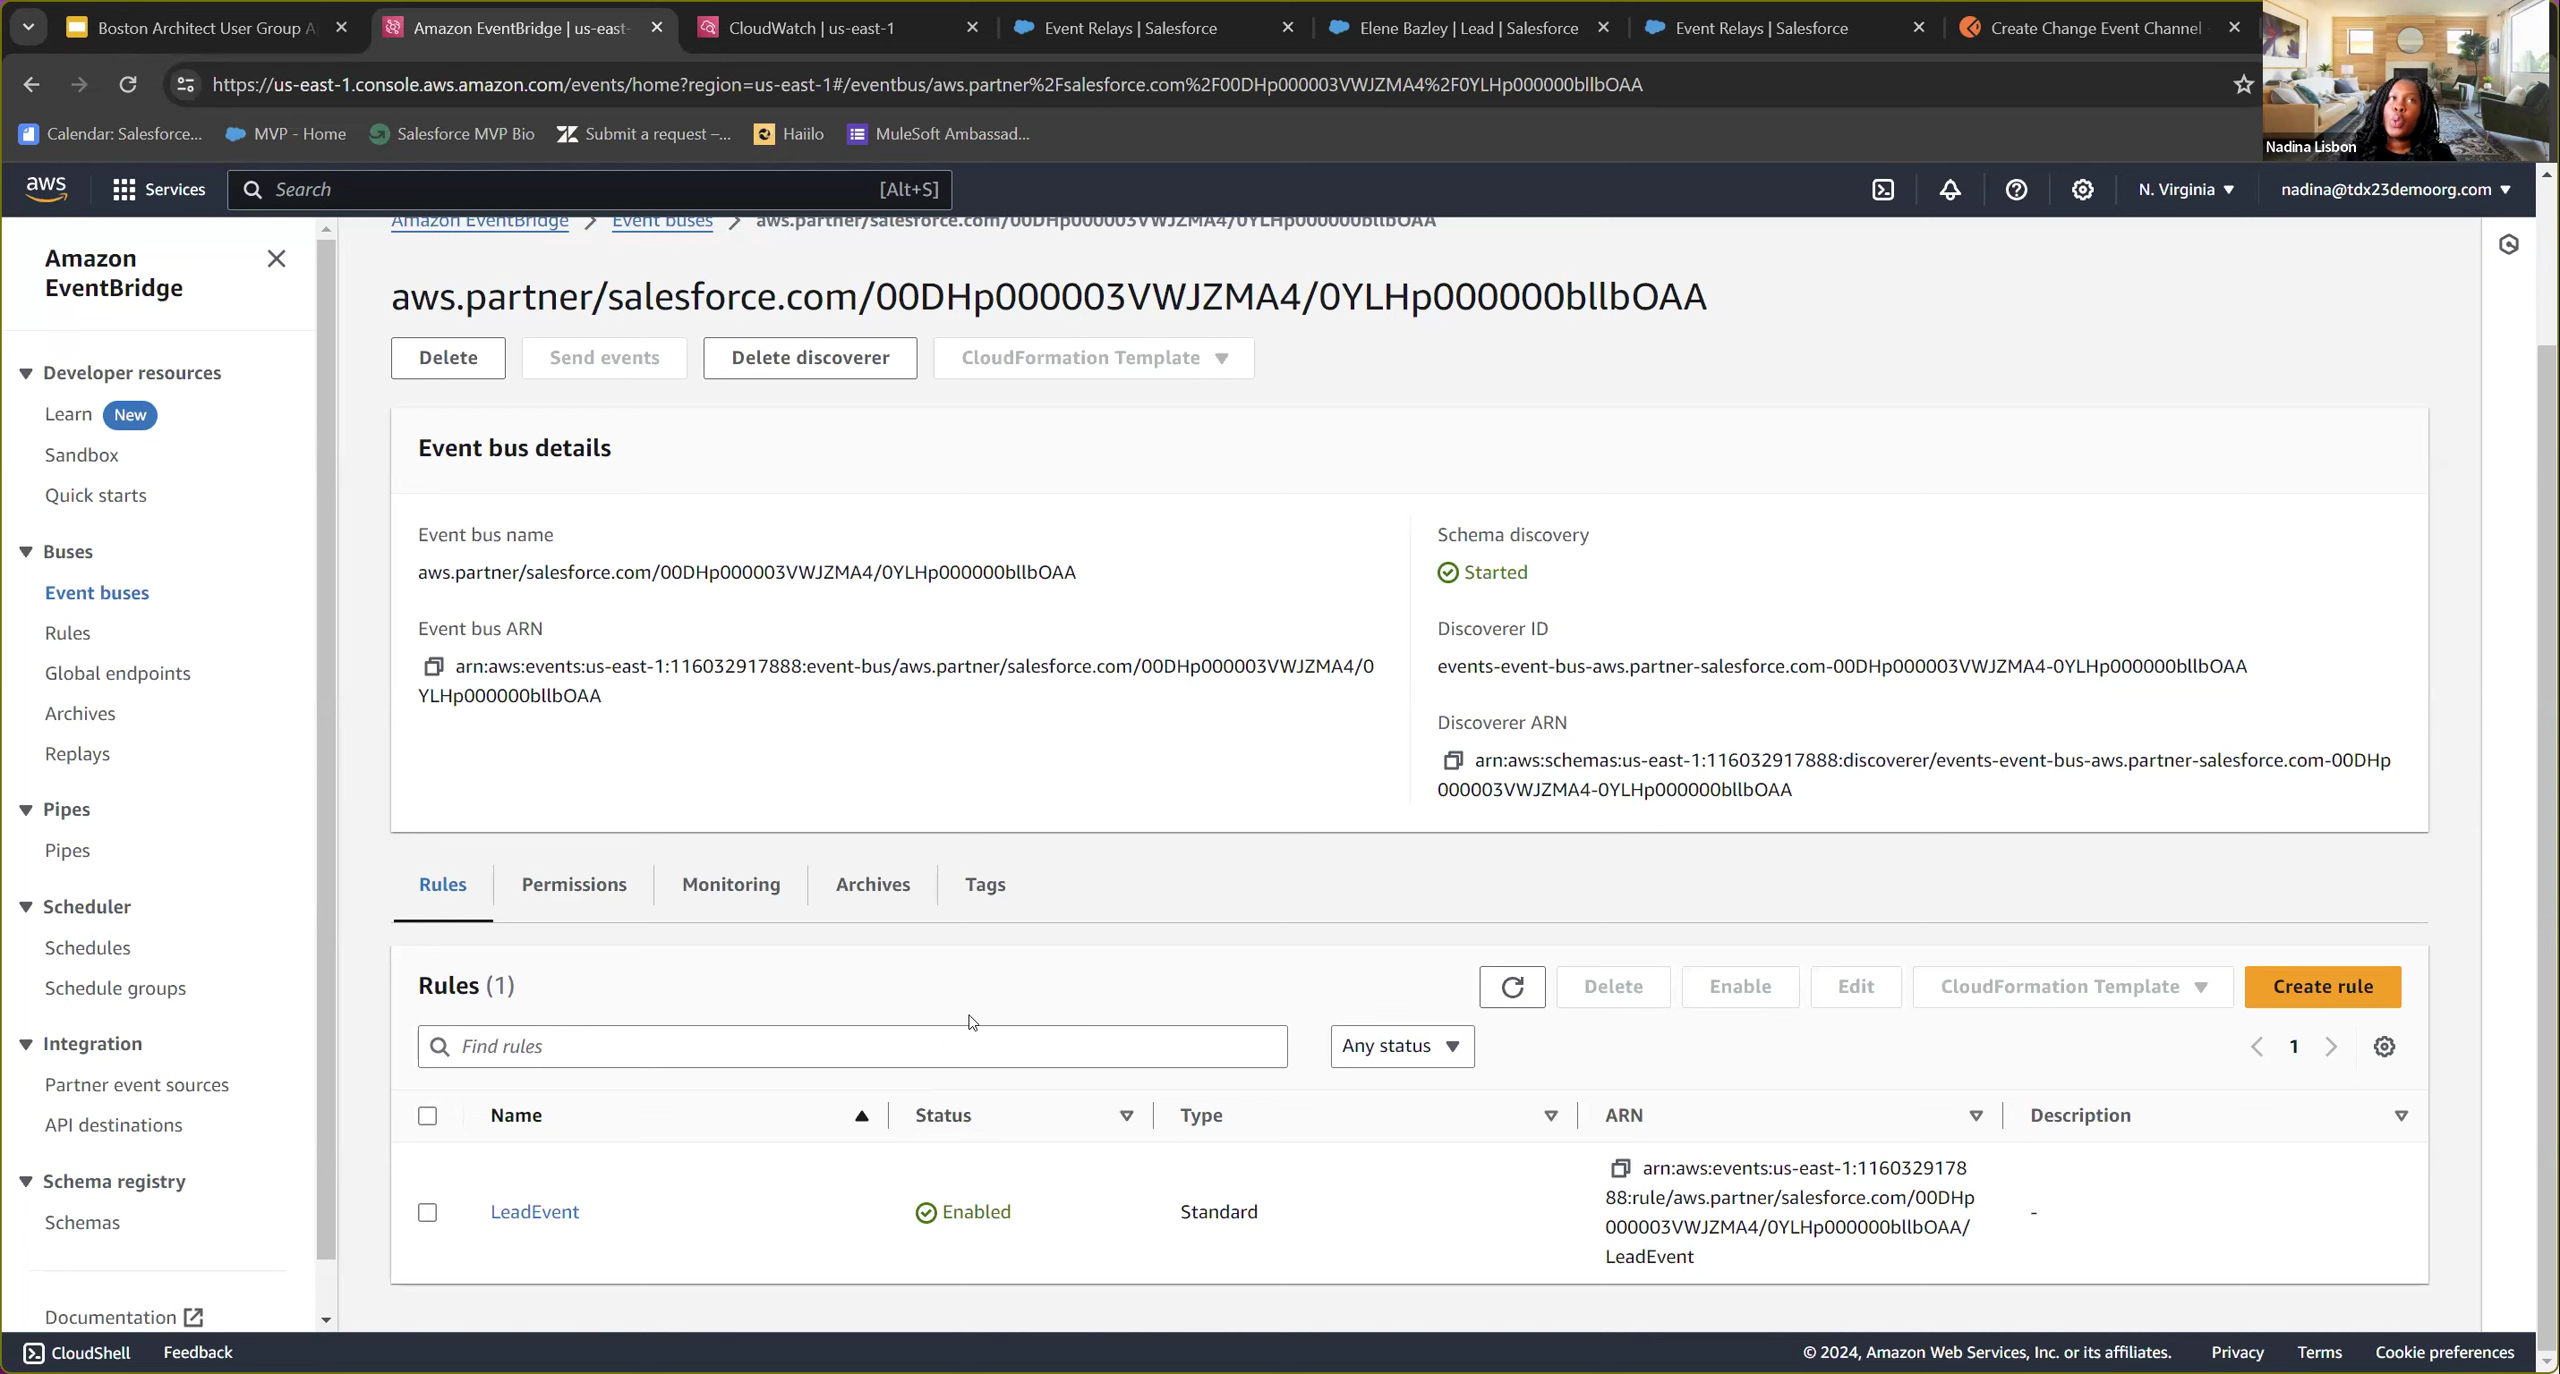 Boston Architect User Group A
Amazon EventBridge | us-east-
CloudWatch | us-east-1
Event Relays | Salesforce
Elene Bazley | Lead | Salesforce
Event Relays | Salesforce
Create Change Event Channel
https://us-east-1.console.aws.amazon.com/events/home?region=us-east-1#/eventbus/aws.partner%2Fsalesforce.com%2F00DHp000003VWJZMA4%2F0YLHp000000bllbOAA
Calendar: Salesforce...
MVP - Home
Salesforce MVP Bio
Submit a request –...
Haiilo
MuleSoft Ambassad...
Nadina Lisbon
aws
Services
Search
[Alt+S]
N. Virginia
nadina@tdx23demoorg.com
Amazon EventBridge
Event buses
aws.partner/salesforce.com/00DHp000003VWJZMA4/0YLHp000000bllbOAA
Amazon
EventBridge
Developer resources
Learn New
Sandbox
Quick starts
Buses
Event buses
Rules
Global endpoints
Archives
Replays
Pipes
Pipes
Scheduler
Schedules
Schedule groups
Integration
Partner event sources
API destinations
Schema registry
Schemas
Documentation
aws.partner/salesforce.com/00DHp000003VWJZMA4/0YLHp000000bllbOAA
Delete
Send events
Delete discoverer
CloudFormation Template
Event bus details
Event bus name
aws.partner/salesforce.com/00DHp000003VWJZMA4/0YLHp000000bllbOAA
Event bus ARN
arn:aws:events:us-east-1:116032917888:event-bus/aws.partner/salesforce.com/00DHp000003VWJZMA4/0
YLHp000000bllbOAA
Schema discovery
Started
Discoverer ID
events-event-bus-aws.partner-salesforce.com-00DHp000003VWJZMA4-0YLHp000000bllbOAA
Discoverer ARN
arn:aws:schemas:us-east-1:116032917888:discoverer/events-event-bus-aws.partner-salesforce.com-00DHp
000003VWJZMA4-0YLHp000000bllbOAA
Rules
Permissions
Monitoring
Archives
Tags
Rules (1)
Delete
Enable
Edit
CloudFormation Template
Create rule
Find rules
Any status
1
Name
Status
Type
ARN
Description
LeadEvent
Enabled
Standard
arn:aws:events:us-east-1:1160329178
88:rule/aws.partner/salesforce.com/00DHp
000003VWJZMA4/0YLHp000000bllbOAA/
LeadEvent
-
CloudShell
Feedback
© 2024, Amazon Web Services, Inc. or its affiliates.
Privacy
Terms
Cookie preferences